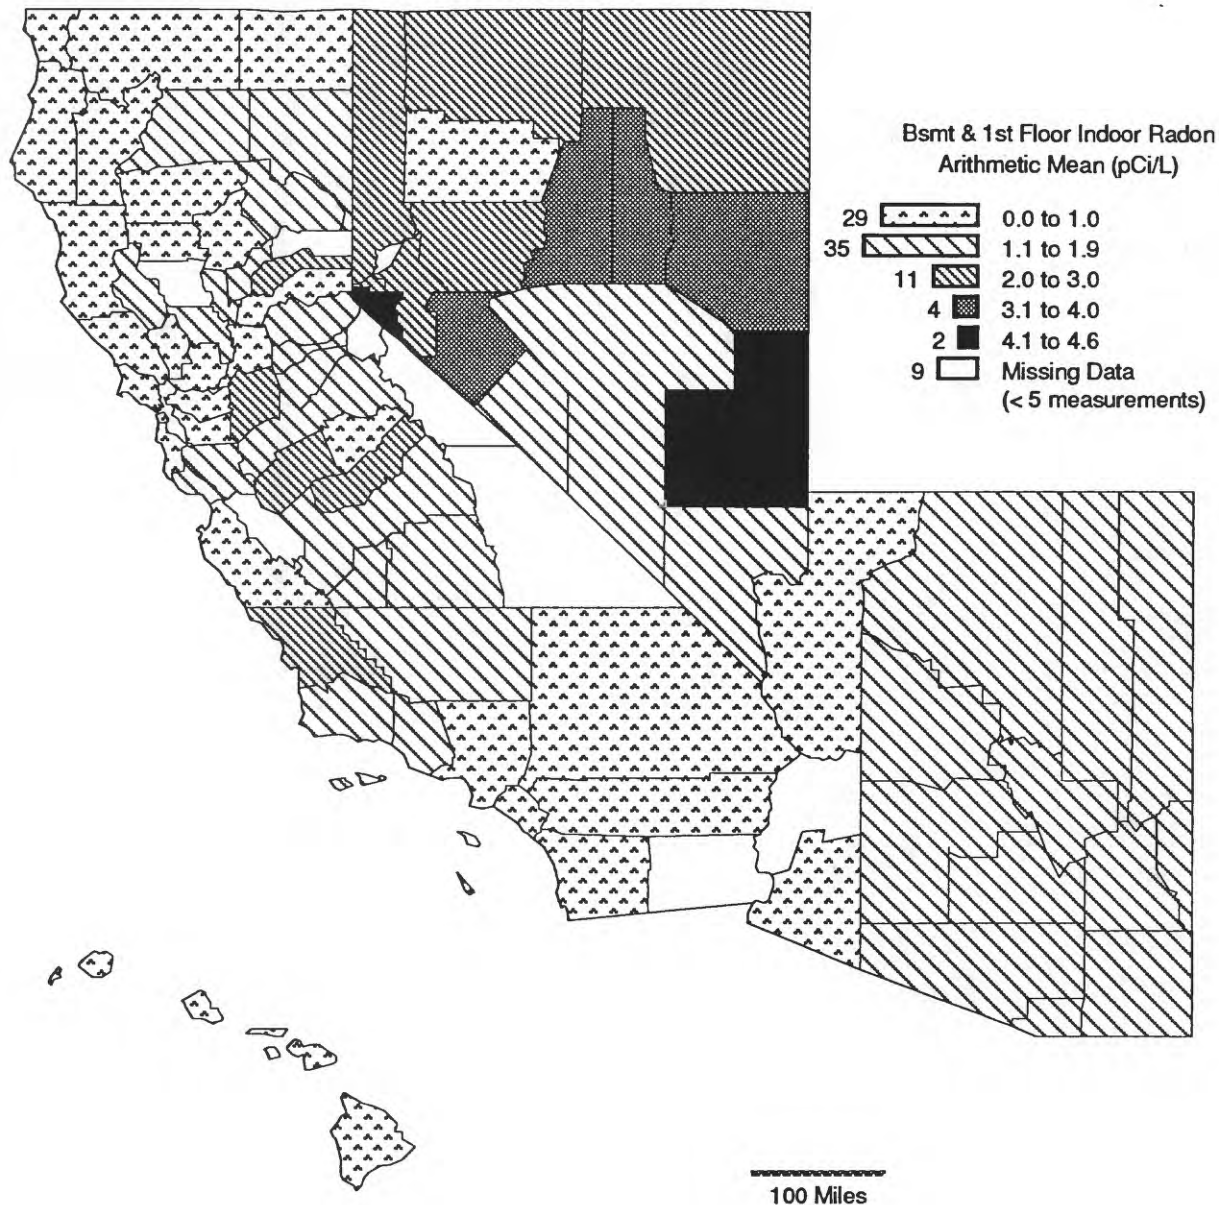 Bsmt & 1st Floor Indoor Radon
Arithmetic Mean (pCi/L)
29 0.0 to 1.0
35 1.1 to 1.9
11 2.0 to 3.0
4 3.1 to 4.0
2 4.1 to 4.6
9 Missing Data
(< 5 measurements)
100 Miles